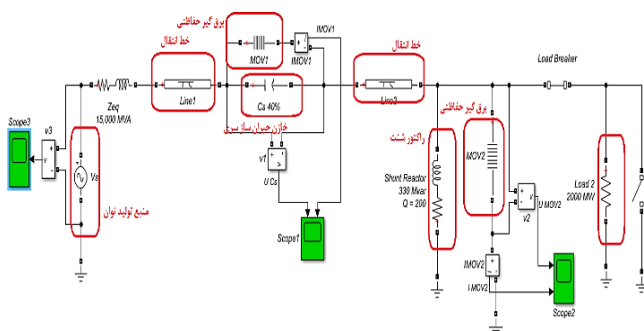 برق گیر حفاظتی
IMOV1
MOV1
IMOV1
خط انتقال
خط انتقال
Load Breaker
Zeq
15,000 MVA
Line1
Cs 40%
Line2
خازن جبران ساز سری
برق گیر حفاظتی
راکتور شنت
Scope3
v3
v
Vs
v1
U Cs
MOV2
Shunt Reactor
330 Mvar
Q = 200
U MOV2
v2
Load 2
2000 MW
منبع تولید توان
Scope1
IMOV2
I MOV2
Scope2